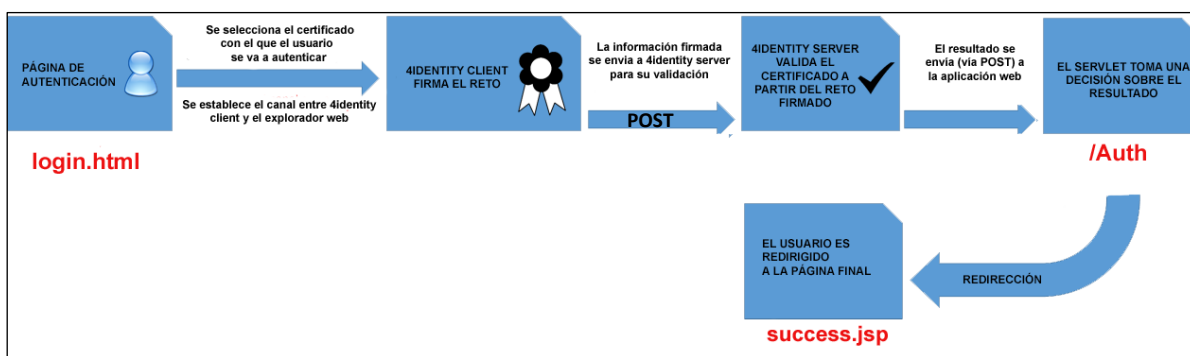 PÁGINA DE
AUTENTICACIÓN
login.html
Se selecciona el certificado
con el que el usuario
se va a autenticar
Se establece el canal entre 4identity
client y el explorador web
4IDENTITY CLIENT
FIRMA EL RETO
La información firmada
se envia a 4identity server
para su validación
POST
4IDENTITY SERVER
VALIDA EL
CERTIFICADO A
PARTIR DEL RETO
FIRMADO
El resultado se
envía (via POST) a
la aplicación web
EL SERVLET TOMA UNA
DECISIÓN SOBRE EL
RESULTADO
/Auth
REDIRECCIÓN
EL USUARIO ES
REDIRIGIDO
A LA PÁGINA FINAL
success.jsp